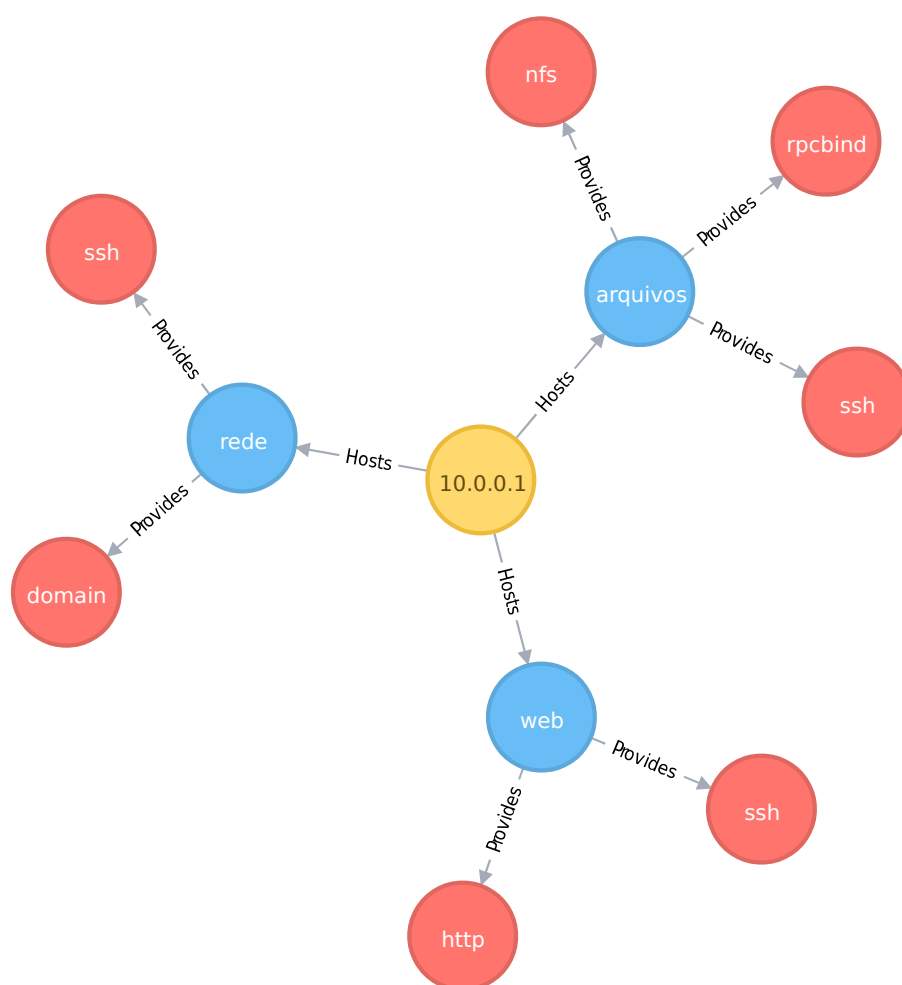 nfs
rpcbind
Provides
Provides
ssh
arquivos
Provides
Provides
Hosts
ssh
rede
Hosts
10.0.0.1
Provides
domain
Hosts
web
Provides
Provides
ssh
http